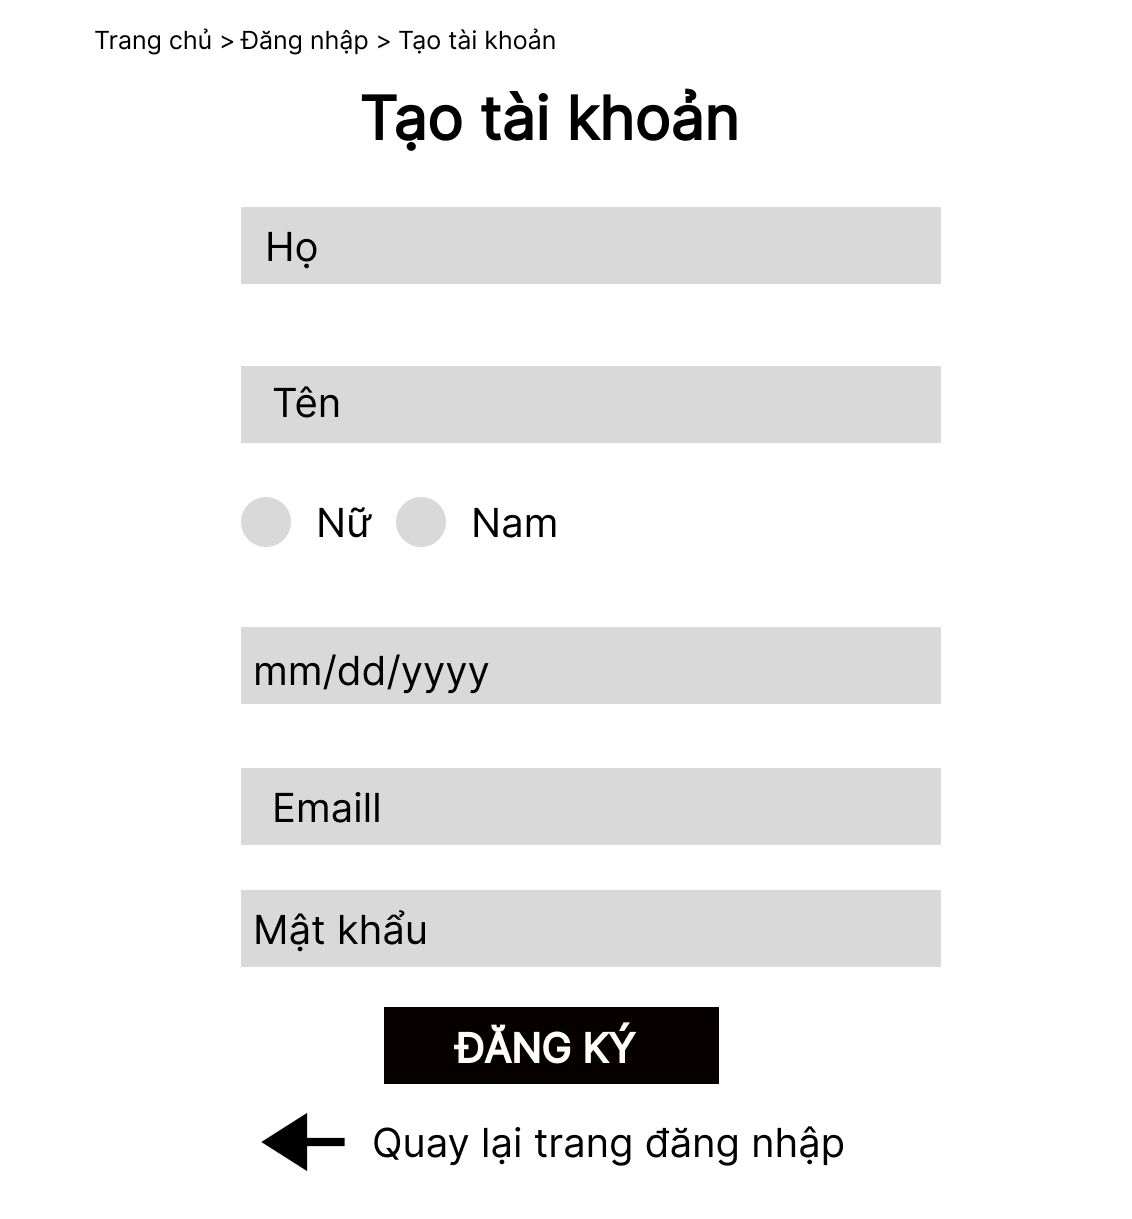 Trang chủ > Đăng nhập > Tạo tài khoản
Tạo tài khoản
Họ
Tên
Nữ Nam
mm/dd/yyyy
Emaill
Mật khẩu
ĐĂNG KÝ
Quay lại trang đăng nhập